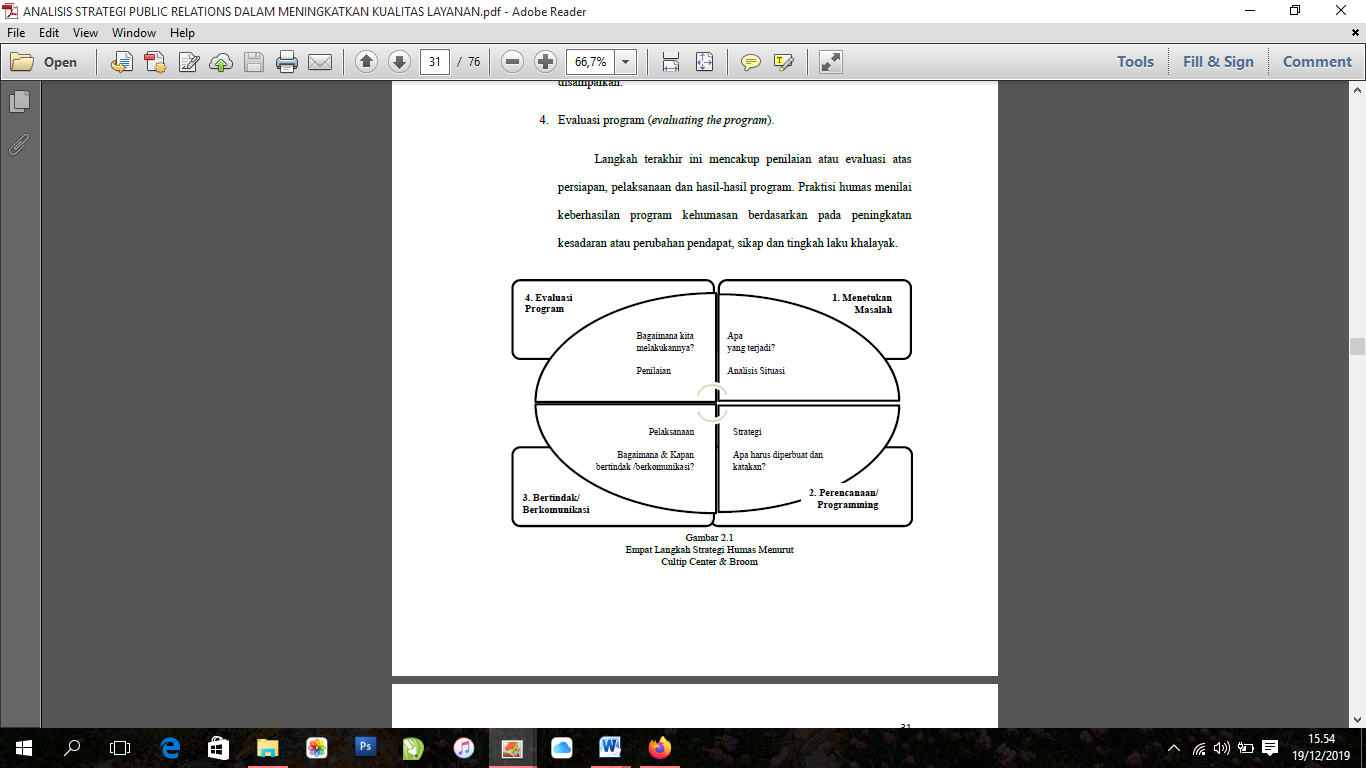 ANALISIS STRATEGI PUBLIC RELATIONS DALAM MENINGKATKAN KUALITAS LAYANAN.pdf - Adobe Reader
File Edit View Window Help
Open 31 / 76 66,7% Tools Fill & Sign Comment
disampaikan.
4. Evaluasi program (evaluating the program).
Langkah terakhir ini mencakup penilaian atau evaluasi atas
persiapan, pelaksanaan dan hasil-hasil program. Praktisi humas menilai
keberhasilan program kehumasan berdasarkan pada peningkatan
kesadaran atau perubahan pendapat, sikap dan tingkah laku khalayak.
4. Evaluasi
Program
1. Menetukan
Masalah
Bagaimana kita
melakukannya?
Penilaian
Apa
yang terjadi?
Analisis Situasi
Pelaksanaan
Bagaimana & Kapan
bertindak /berkomunikasi?
Strategi
Apa harus diperbuat dan
katakan?
3. Bertindak/
Berkomunikasi
2. Perencanaan/
Programming
Gambar 2.1
Empat Langkah Strategi Humas Menurut
Cultip Center & Broom
31
15.54
19/12/2019